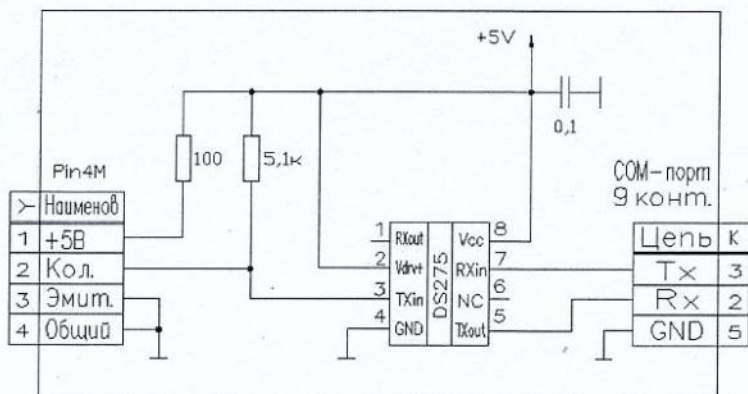 +5V
0,1
100
5,1к
Pin4M
Наименов
1 +5В
2 Кол.
3 Эмит.
4 Общий
DS275
1 RXout
2 Vdrv+
3 TXin
4 GND
Vcc 8
RXin 7
NC 6
TXout 5
COM-порт
9 конт.
Цепь К
Tx 3
Rx 2
GND 5